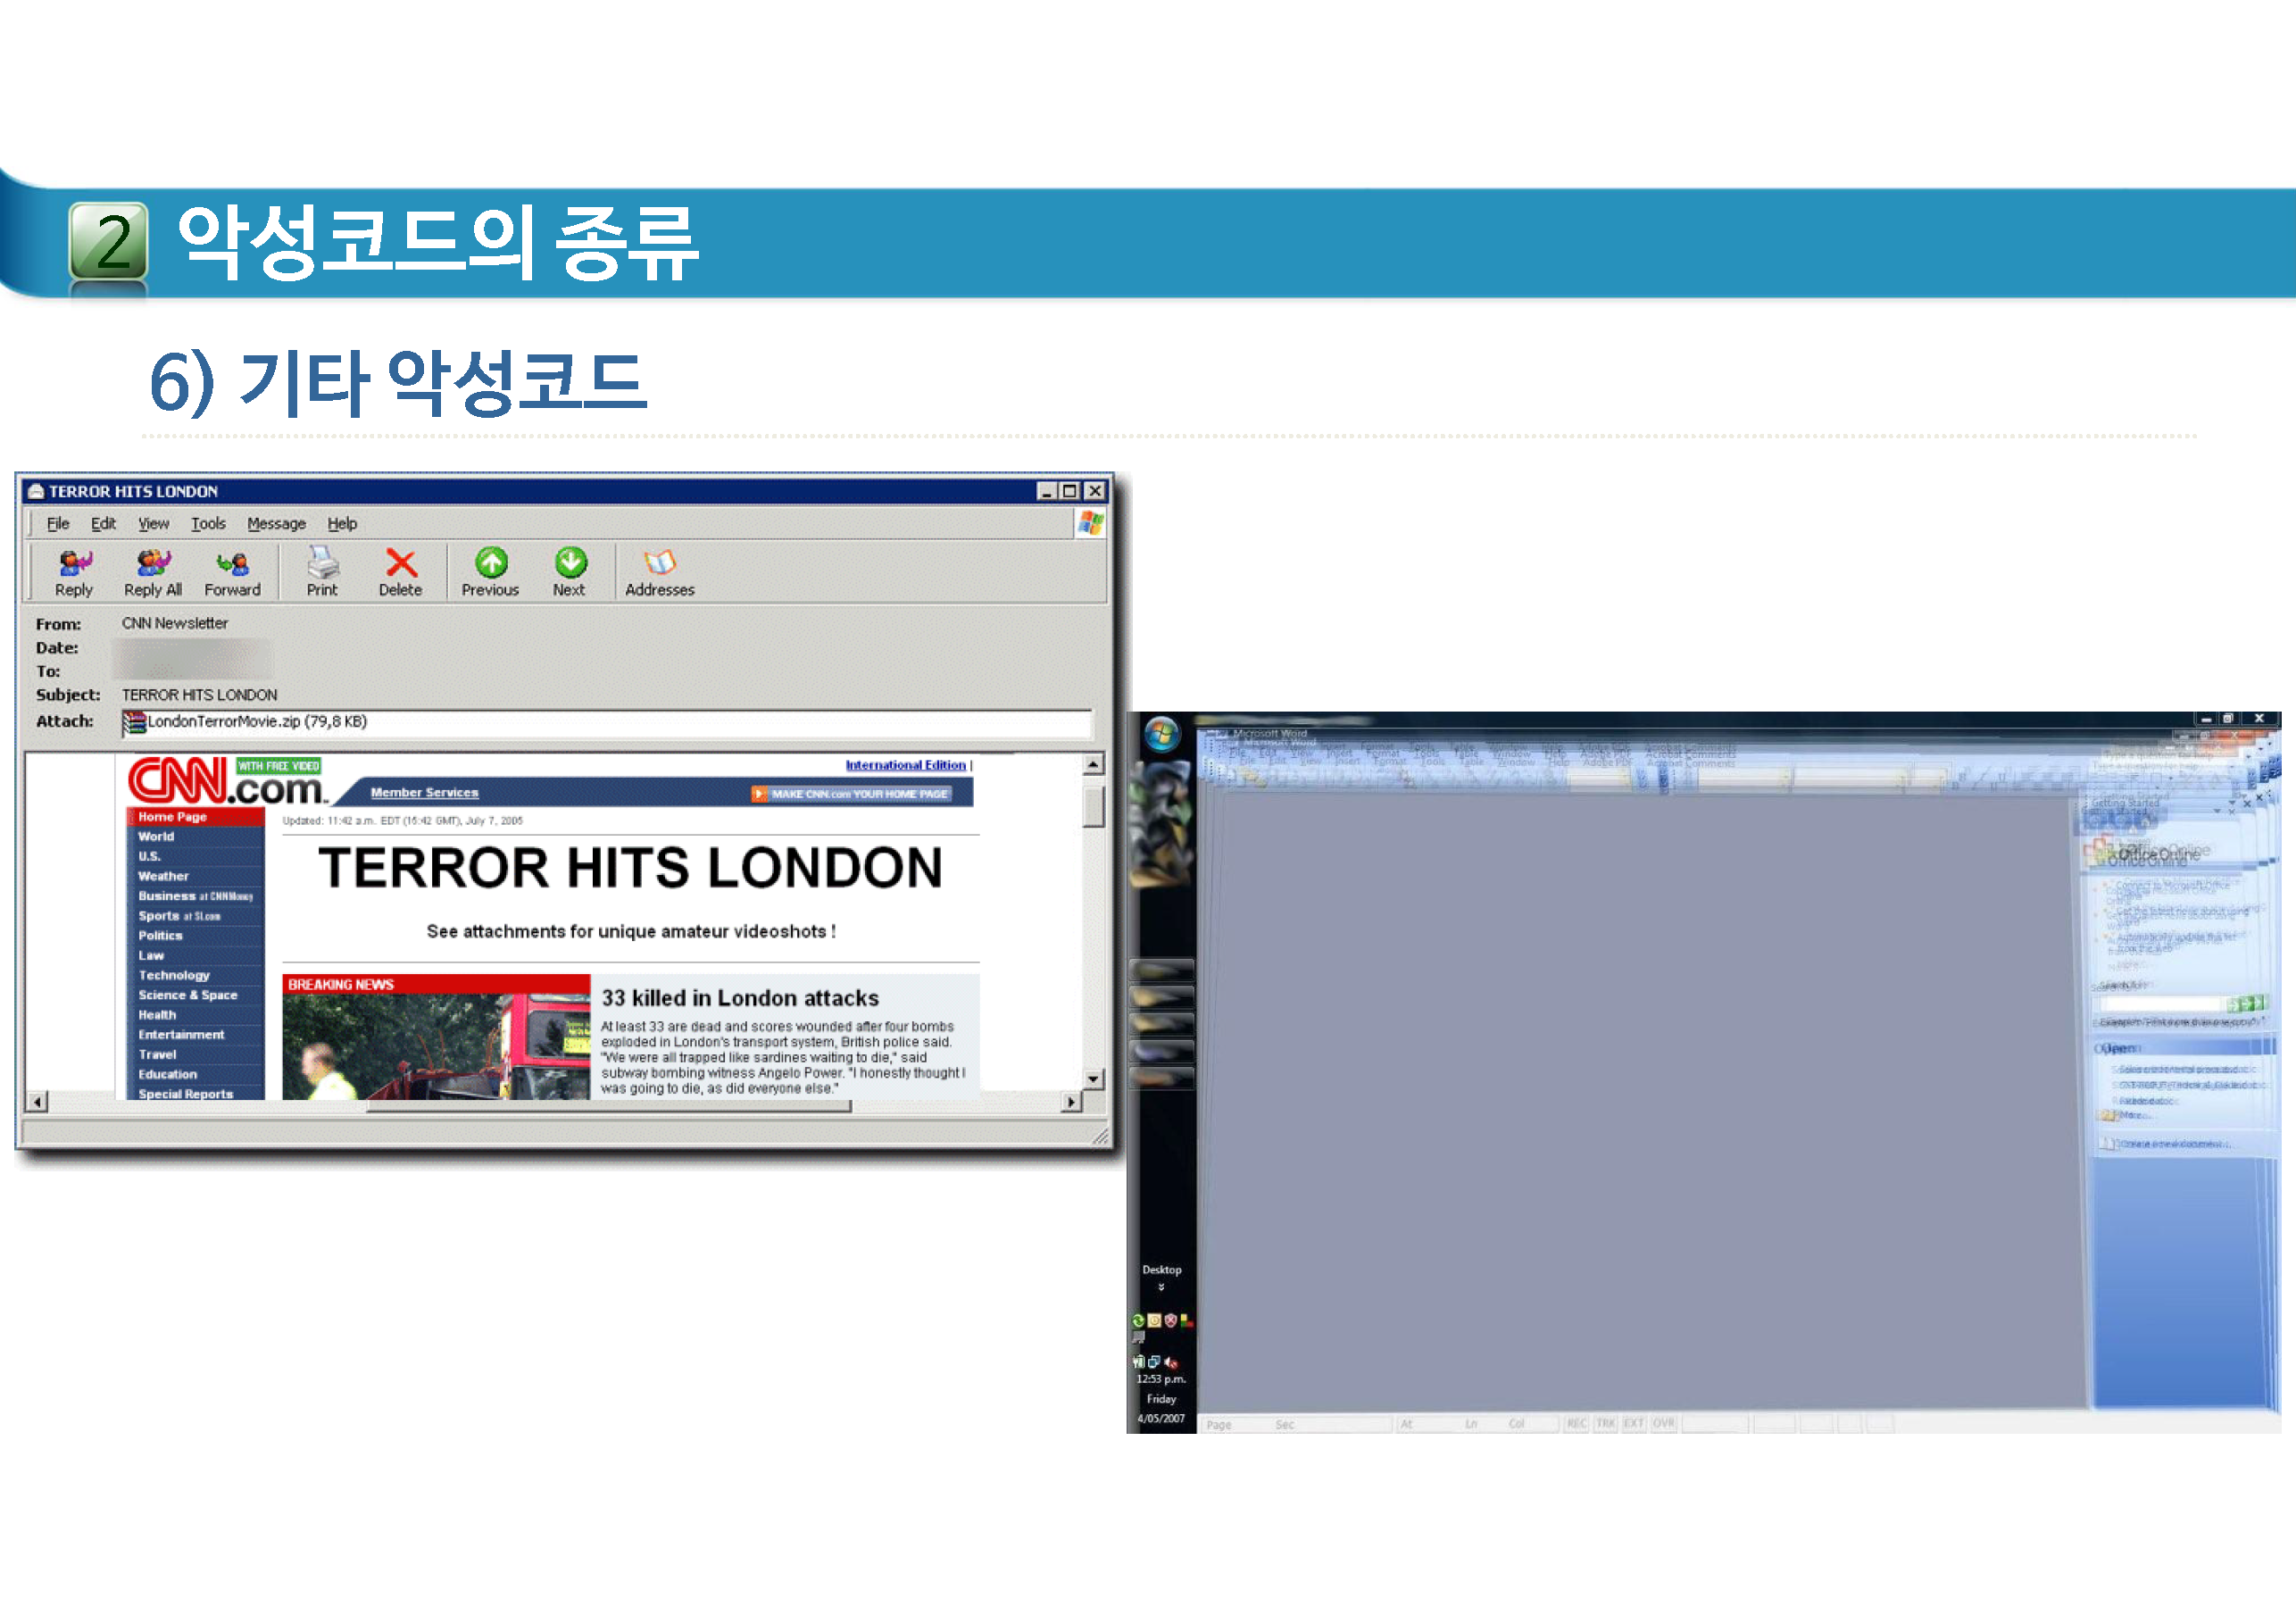 2 악성코드의 종류
6) 기타 악성코드
TERROR HITS LONDON
File Edit View Tools Message Help
Reply Reply All Forward Print Delete Previous Next Addresses
From: CNN Newsletter
Date:
To:
Subject: TERROR HITS LONDON
Attach: LondonTerrorMovie.zip (79,8 KB)
CNN.com WITH FREE VIDEO
International Edition |
Member Services
MAKE CNN.com YOUR HOME PAGE
Home Page
World
U.S.
Weather
Business at CNNMoney
Sports at SI.com
Politics
Law
Technology
Science & Space
Health
Entertainment
Travel
Education
Special Reports
Updated: 11:42 a.m. EDT (15:42 GMT), July 7, 2005
TERROR HITS LONDON
See attachments for unique amateur videoshots !
BREAKING NEWS
33 killed in London attacks
At least 33 are dead and scores wounded after four bombs
exploded in London's transport system, British police said.
"We were all trapped like sardines waiting to die," said
subway bombing witness Angelo Power. "I honestly thought I
was going to die, as did everyone else."
Microsoft Word
Getting Started
Office Online
Open
More...
Desktop
12:53 p.m.
Friday
4/05/2007
Page Sec At Ln Col REC TRK EXT OVR